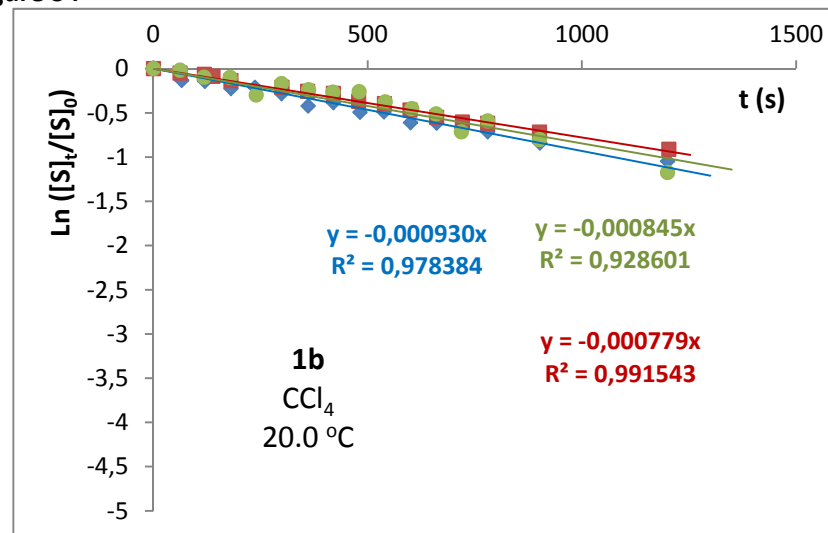 0 500 1000 1500
t (s)
Ln ([S]t/[S]0)
0
-0,5
-1
-1,5
-2
-2,5
-3
-3,5
-4
-4,5
-5
y = -0,000930x
R² = 0,978384
y = -0,000845x
R² = 0,928601
y = -0,000779x
R² = 0,991543
1b
CCl4
20.0 ºC